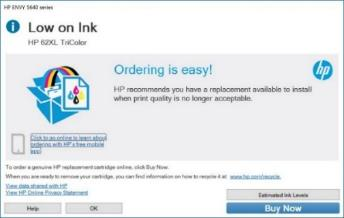 HP ENVY 5640 series
Low on Ink
HP 62XL TriColor
Ordering is easy!
hp
HP recommends you have a replacement available to install
when print quality is no longer acceptable.
Click to go online to learn about
ordering with HP's free mobile
app!
To order a genuine HP replacement cartridge online, click Buy Now.
When you are ready to remove your cartridge, you can find information on how to recycle it at www.hp.com/recycle.
View data shared with HP
View HP Online Privacy Statement
Estimated Ink Levels
Help
OK
Buy Now